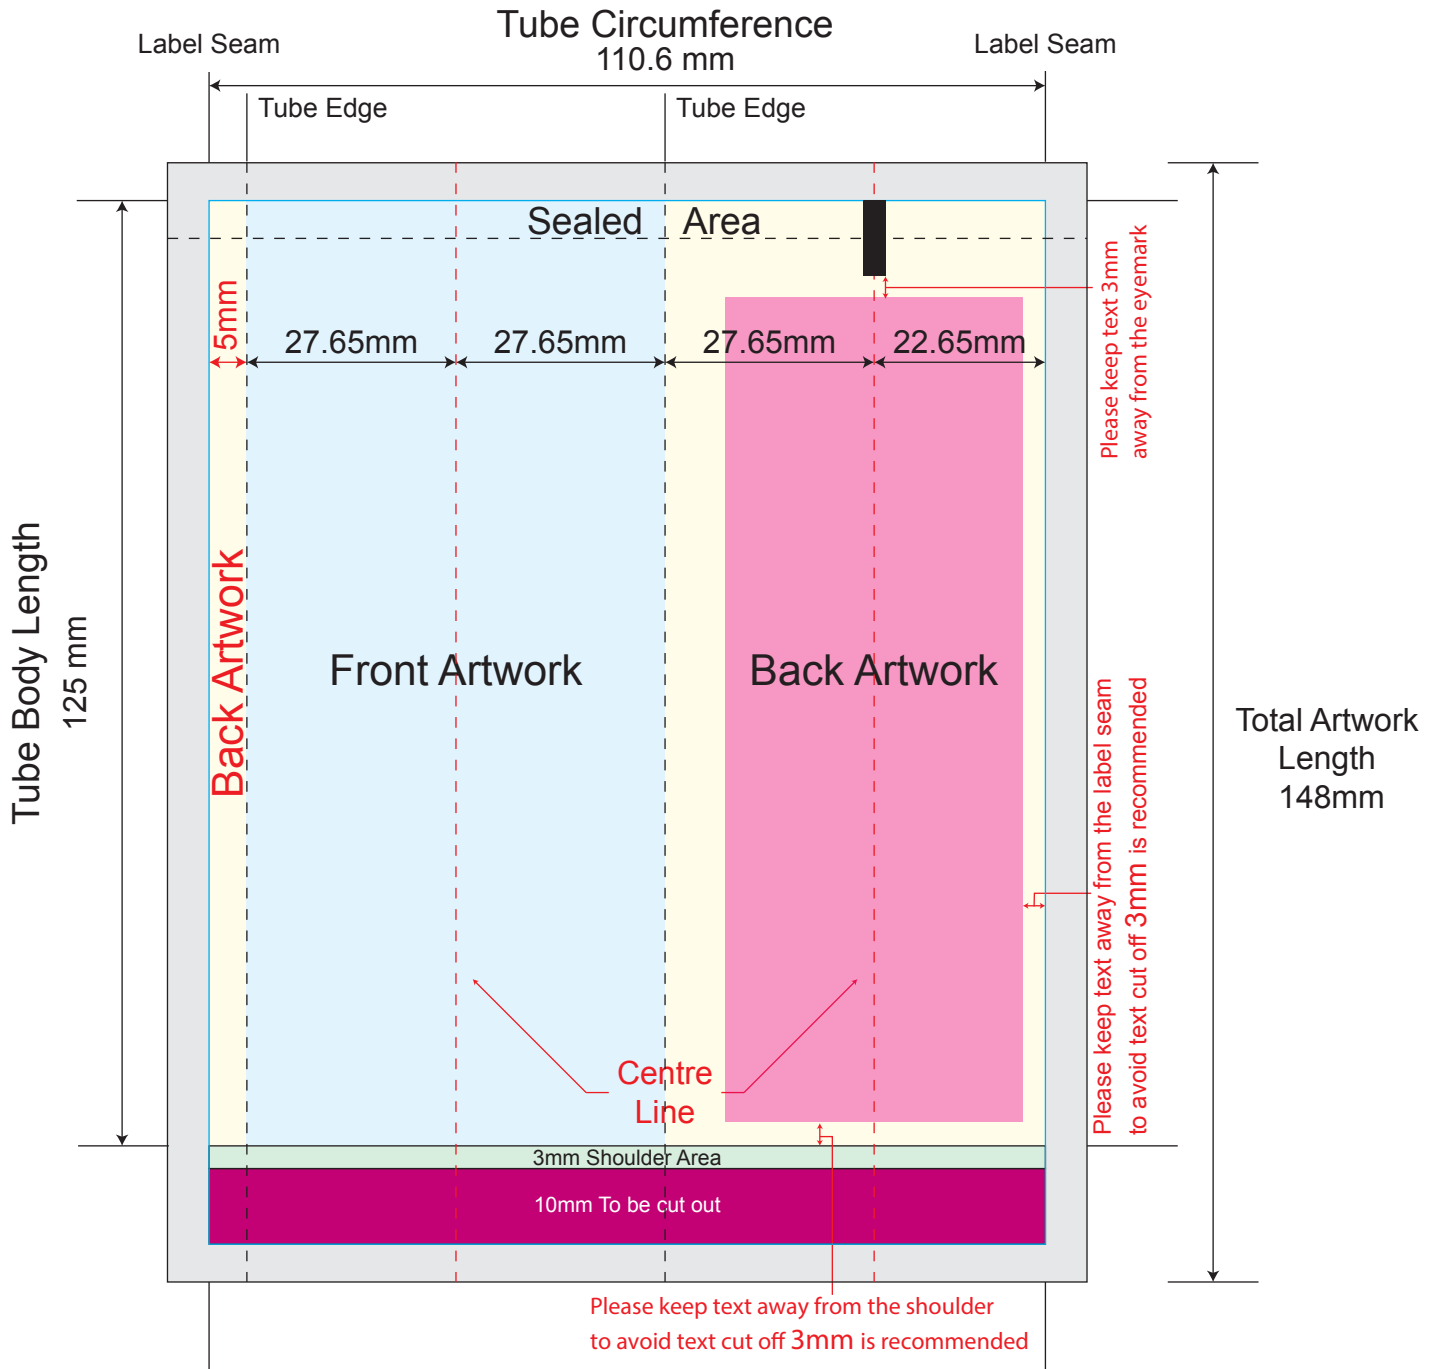 Tube Circumference
110.6 mm
Label Seam
Label Seam
Tube Edge
Tube Edge
Sealed Area
5mm
27.65mm
27.65mm
27.65mm
22.65mm
Please keep text 3mm
away from the eyemark
Tube Body Length
125 mm
Back Artwork
Front Artwork
Back Artwork
Please keep text away from the label seam
to avoid text cut off 3mm is recommended
Total Artwork
Length
148mm
Centre
Line
3mm Shoulder Area
10mm To be cut out
Please keep text away from the shoulder
to avoid text cut off 3mm is recommended